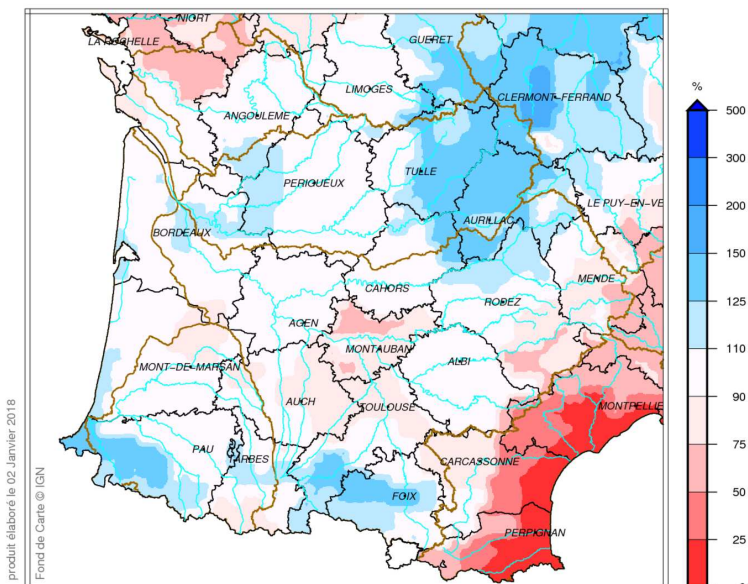 NIORT
LA ROCHELLE
GUERET
LIMOGES
CLERMONT-FERRAND
ANGOULEME
TULLE
PERIGUEUX
LE PUY-EN-VE
AURILLAC
BORDEAUX
MENDE
CAHORS
RODEZ
AGEN
MONTAUBAN
ALBI
MONT-DE-MARSAN
AUCH
TOULOUSE
MONTPELLIE
PAU
TARBES
CARCASSONNE
FOIX
PERPIGNAN
%
500
300
200
150
125
110
90
75
50
25
produit élaboré le 02 Janvier 2018
Fond de Carte © IGN